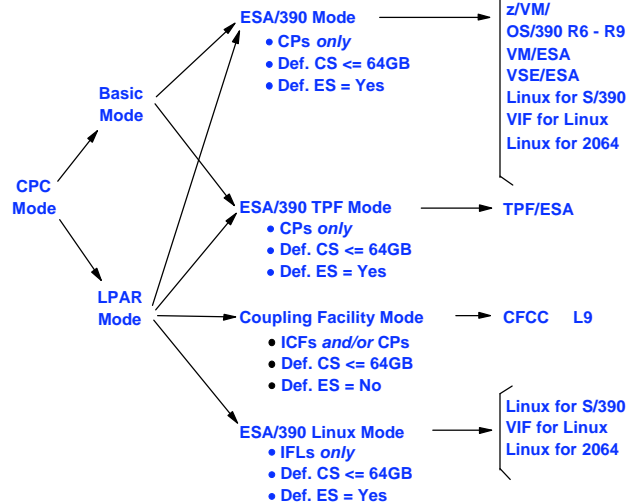 ESA/390 Mode
• CPs only
• Def. CS <= 64GB
• Def. ES = Yes
z/VM/
OS/390 R6 - R9
VM/ESA
VSE/ESA
Linux for S/390
VIF for Linux
Linux for 2064
Basic
Mode
CPC
Mode
LPAR
Mode
ESA/390 TPF Mode
• CPs only
• Def. CS <= 64GB
• Def. ES = Yes
TPF/ESA
Coupling Facility Mode
• ICFs and/or CPs
• Def. CS <= 64GB
• Def. ES = No
CFCC L9
ESA/390 Linux Mode
• IFLs only
• Def. CS <= 64GB
• Def. ES = Yes
Linux for S/390
VIF for Linux
Linux for 2064